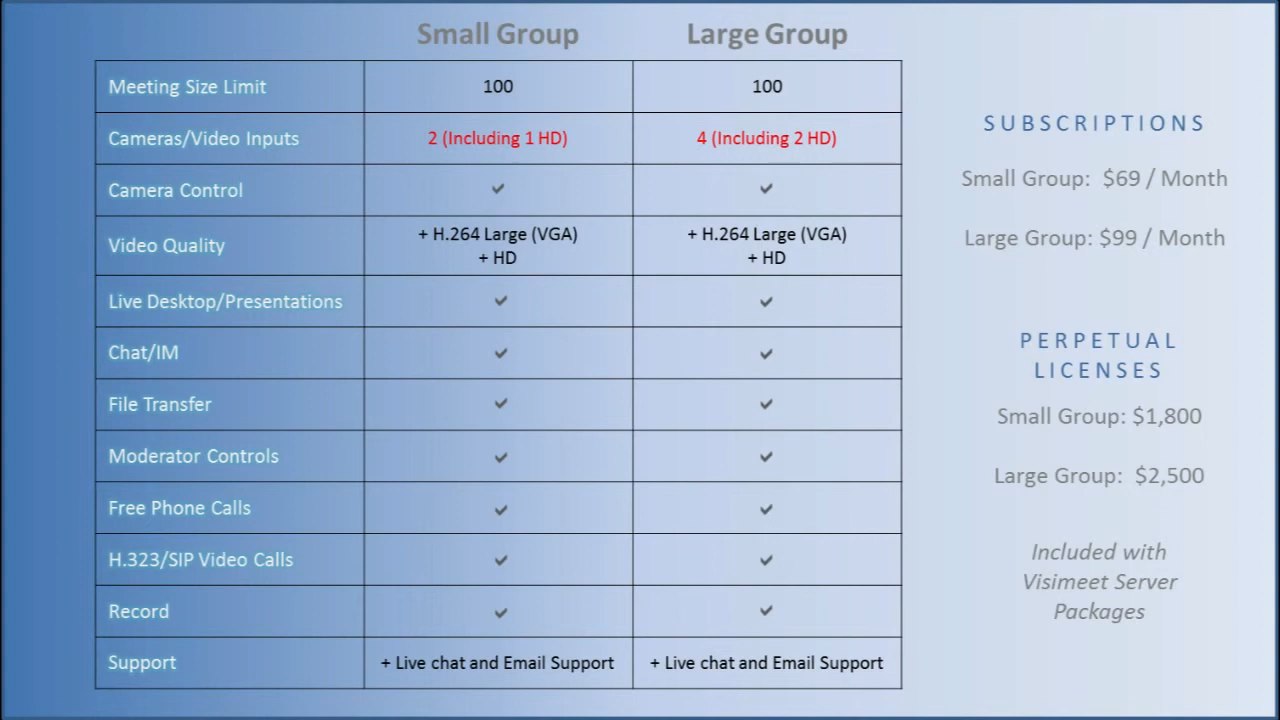 Small Group Large Group
Meeting Size Limit 100 100
Cameras/Video Inputs 2 (Including 1 HD) 4 (Including 2 HD)
Camera Control ✓ ✓
Video Quality + H.264 Large (VGA) + H.264 Large (VGA)
+ HD + HD
Live Desktop/Presentations ✓ ✓
Chat/IM ✓ ✓
File Transfer ✓ ✓
Moderator Controls ✓ ✓
Free Phone Calls ✓ ✓
H.323/SIP Video Calls ✓ ✓
Record ✓ ✓
Support + Live chat and Email Support + Live chat and Email Support
SUBSCRIPTIONS
Small Group: $69 / Month
Large Group: $99 / Month
PERPETUAL
LICENSES
Small Group: $1,800
Large Group: $2,500
Included with
Visimeet Server
Packages